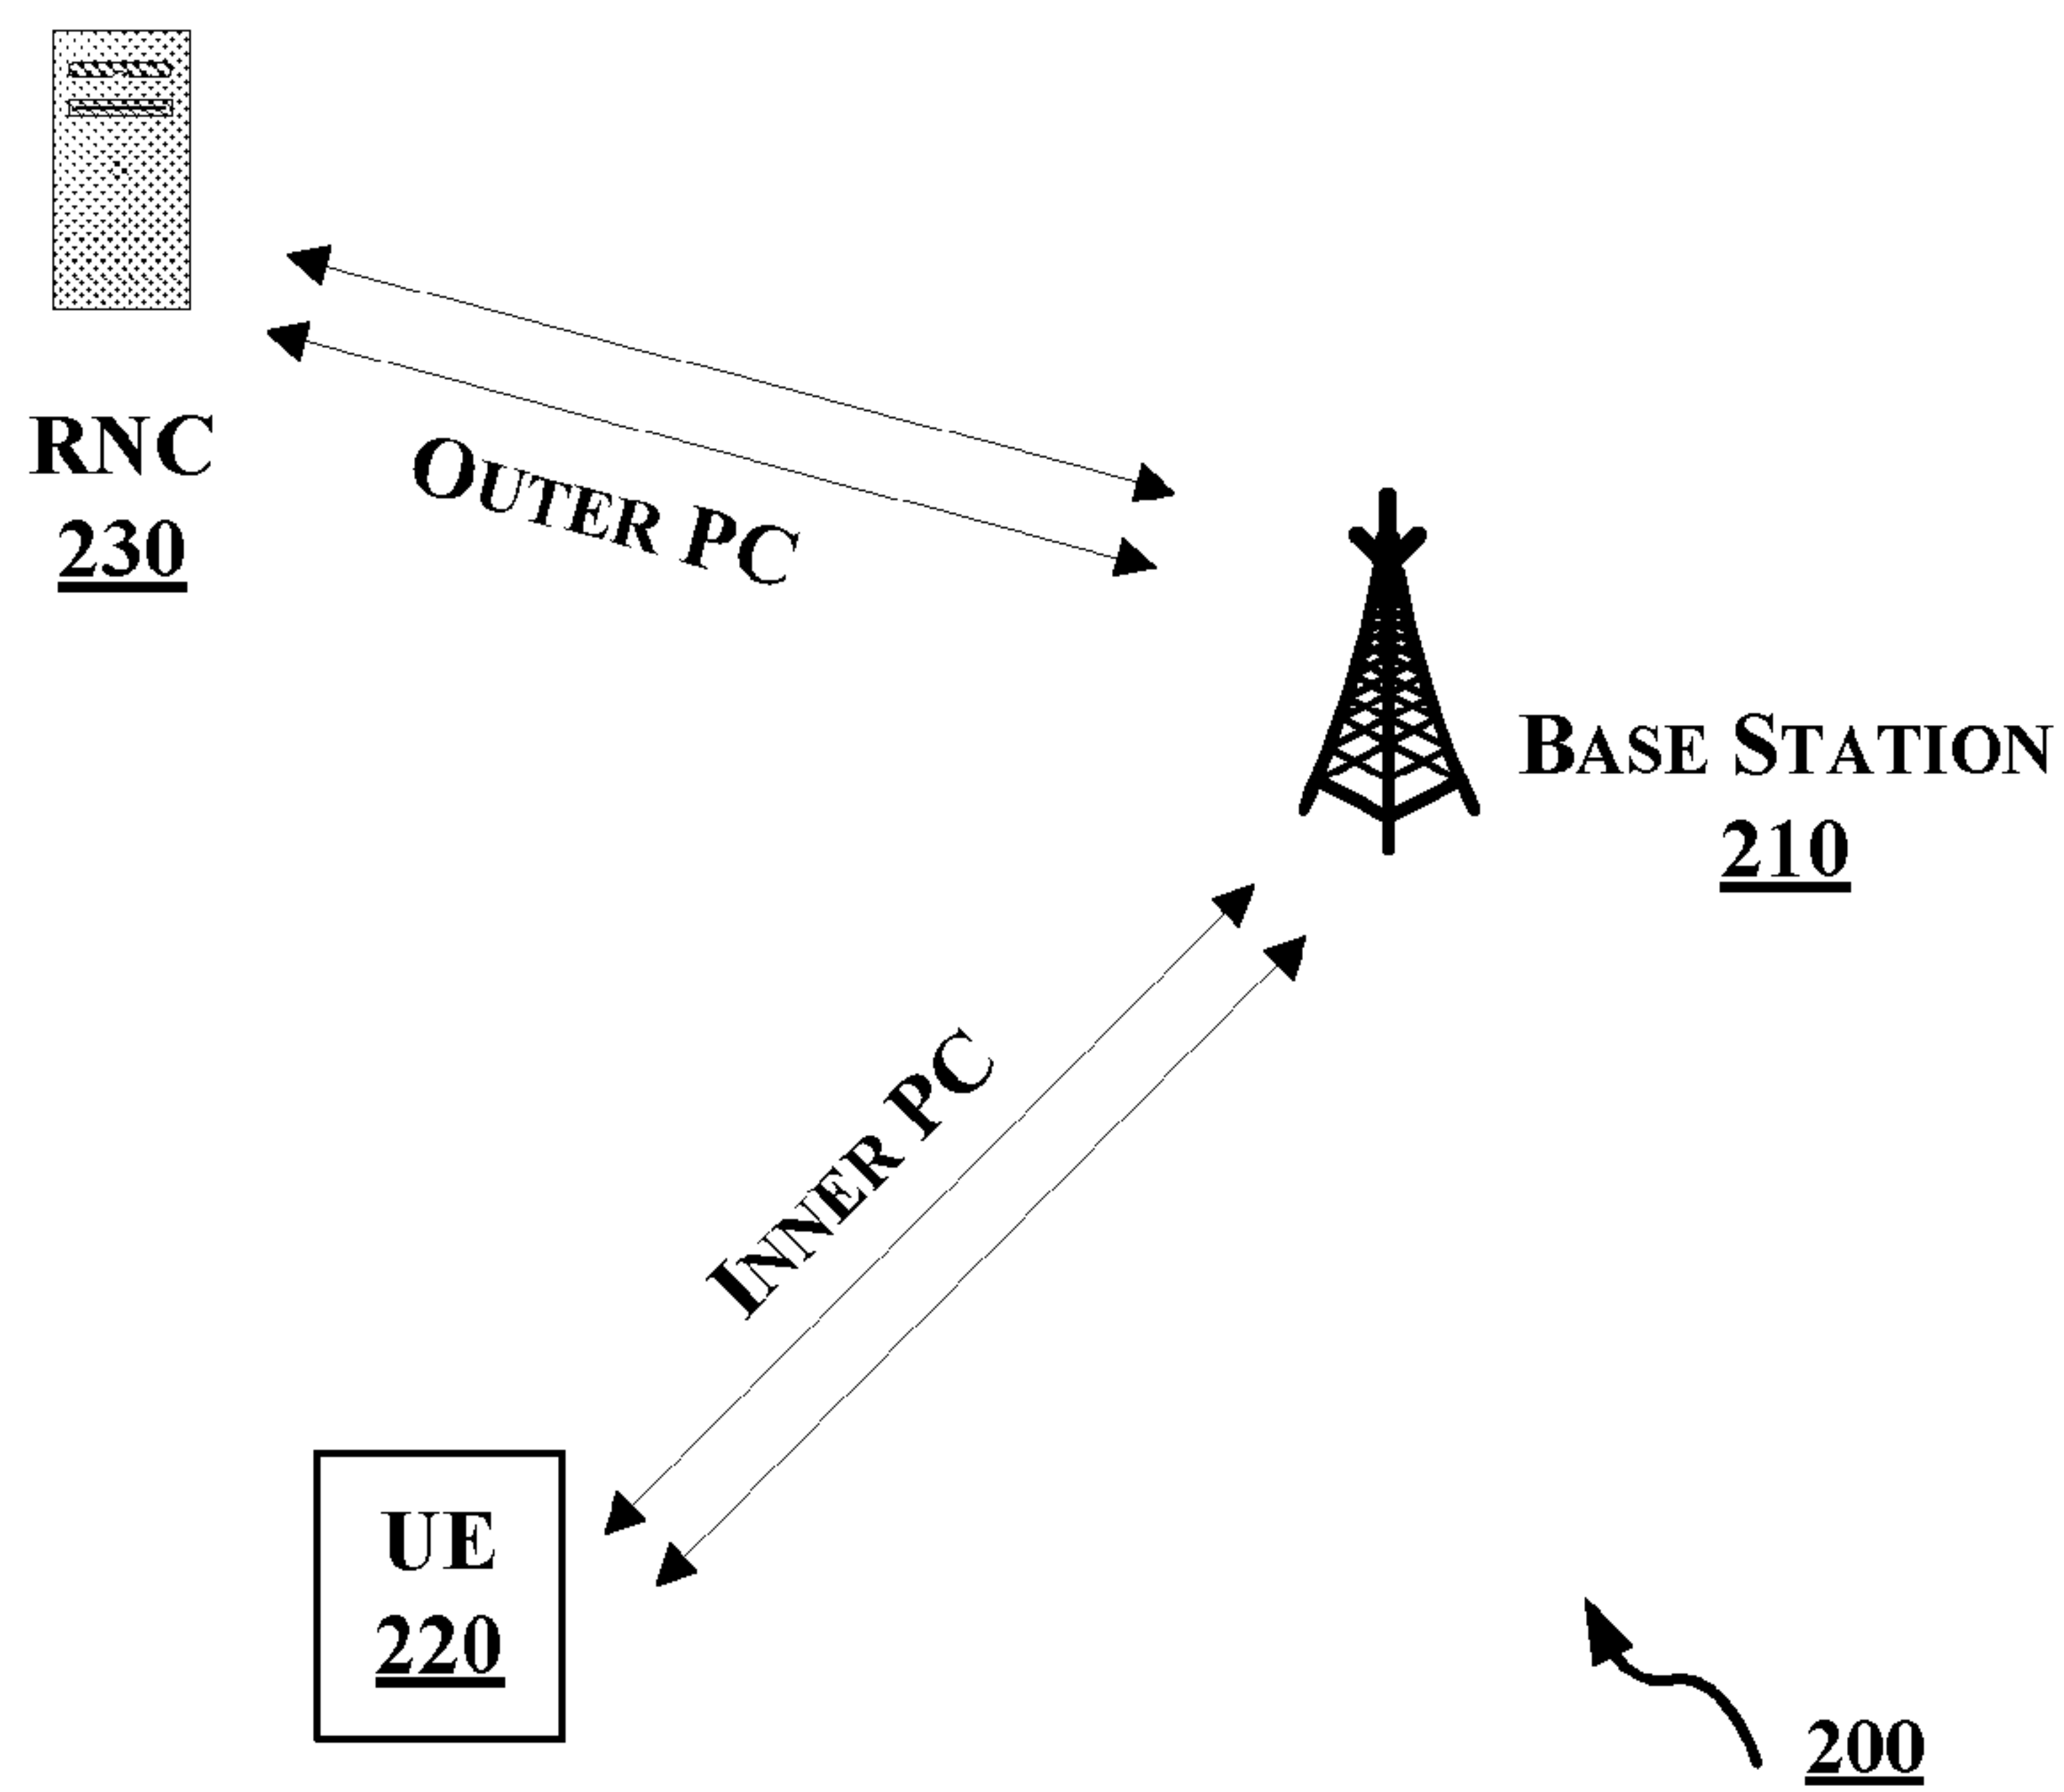 RNC
230
OUTER PC
BASE STATION
210
INNER PC
UE
220
200